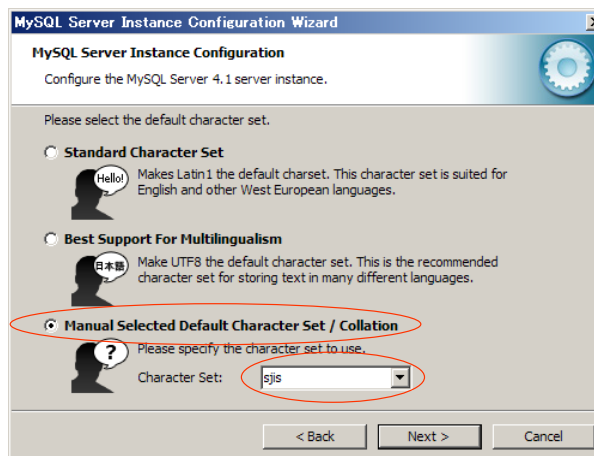 MySQL Server Instance Configuration Wizard
MySQL Server Instance Configuration
Configure the MySQL Server 4.1 server instance.
Please select the default character set.
Standard Character Set
Hello!
Makes Latin1 the default charset. This character set is suited for
English and other West European languages.
Best Support For Multilingualism
日本語
Make UTF8 the default character set. This is the recommended
character set for storing text in many different languages.
Manual Selected Default Character Set / Collation
?
Please specify the character set to use.
Character Set:
sjis
< Back
Next >
Cancel